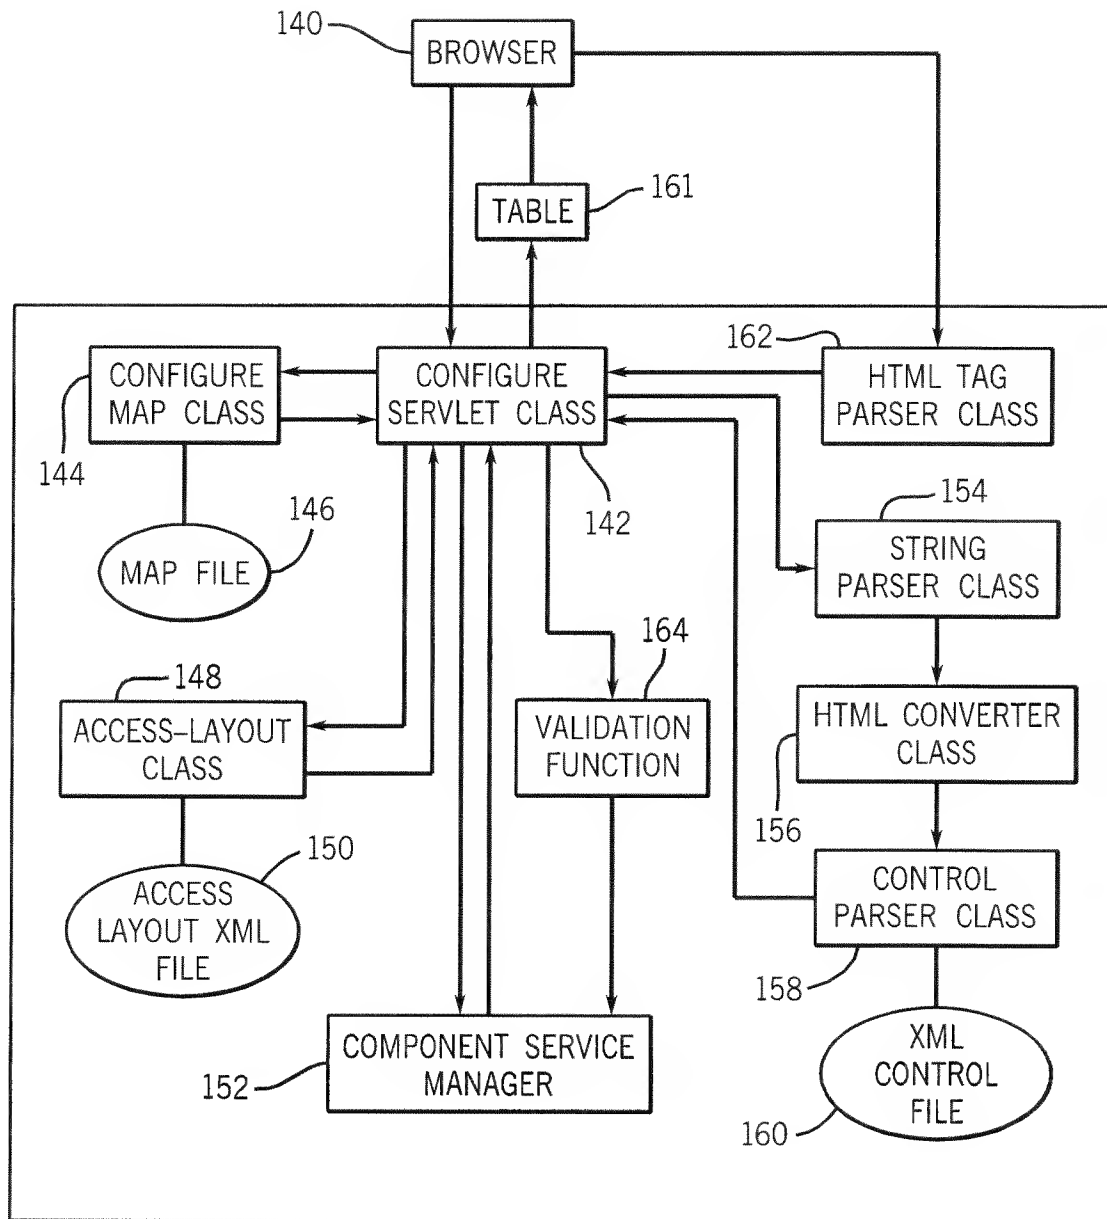 140
BROWSER
161
TABLE
162
CONFIGURE
MAP CLASS
CONFIGURE
SERVLET CLASS
HTML TAG
PARSER CLASS
144
146
142
154
MAP FILE
STRING
PARSER CLASS
148
164
ACCESS-LAYOUT
CLASS
VALIDATION
FUNCTION
HTML CONVERTER
CLASS
156
150
ACCESS
LAYOUT XML
FILE
CONTROL
PARSER CLASS
158
COMPONENT SERVICE
MANAGER
152
XML
CONTROL
FILE
160